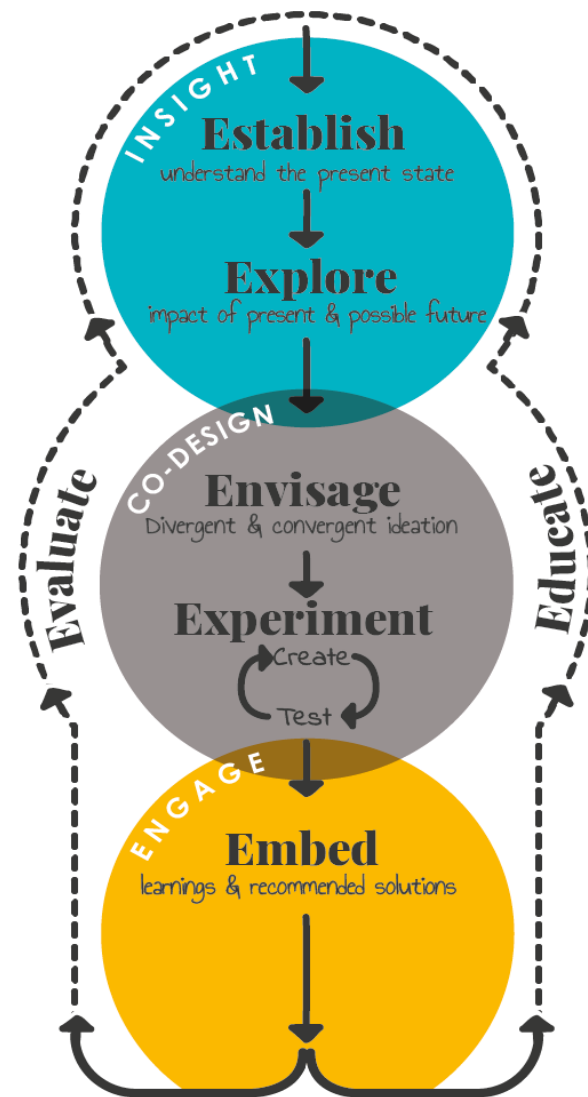 INSIGHT
Establish
understand the present state
Explore
impact of present & possible future
CO-DESIGN
Envisage
Divergent & convergent ideation
Evaluate
Educate
Experiment
Create
Test
ENGAGE
Embed
learnings & recommended solutions